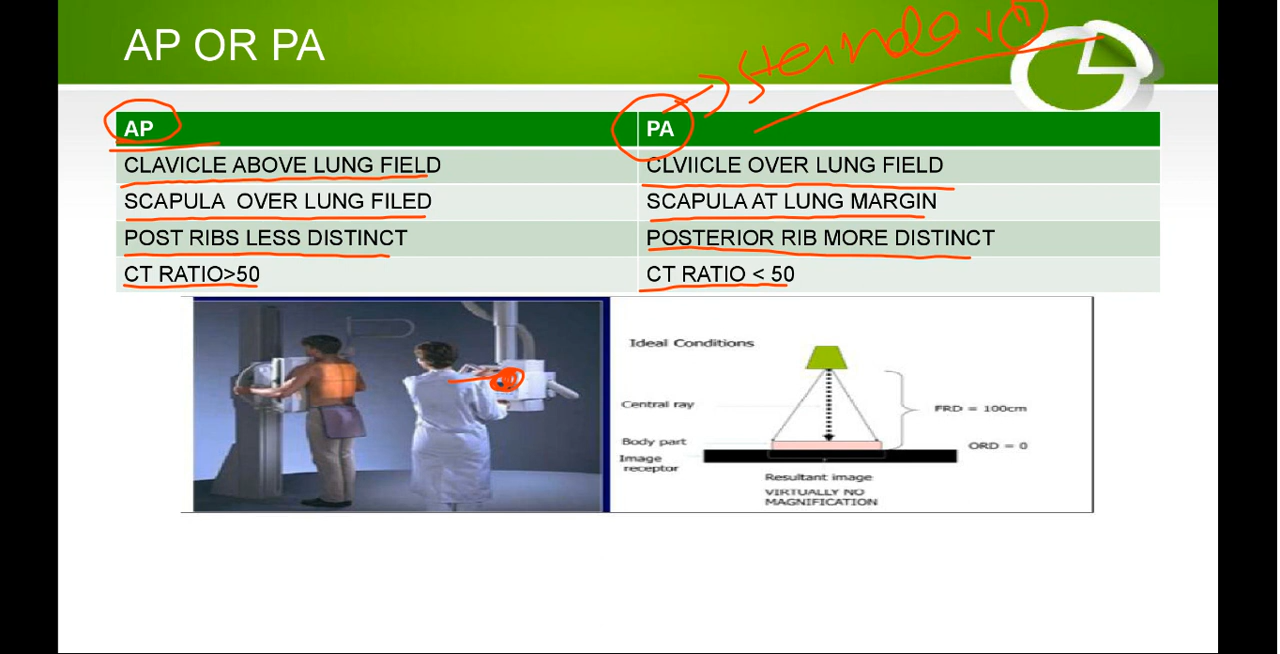 AP OR PA
AP
PA
CLAVICLE ABOVE LUNG FIELD
CLVIICLE OVER LUNG FIELD
SCAPULA OVER LUNG FILED
SCAPULA AT LUNG MARGIN
POST RIBS LESS DISTINCT
POSTERIOR RIB MORE DISTINCT
CT RATIO>50
CT RATIO < 50
Ideal Conditions
Central ray
FRD = 100cm
Body part
ORD = 0
Image
receptor
Resultant image
VIRTUALLY NO
MAGNIFICATION